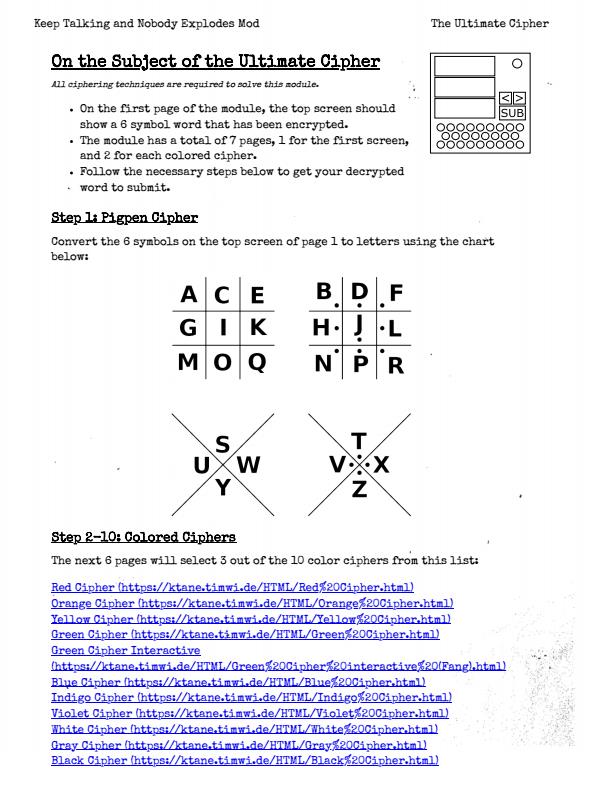 Keep Talking and Nobody Explodes Mod The Ultimate Cipher
On the Subject of the Ultimate Cipher
All ciphering techniques are required to solve this module.
• On the first page of the module, the top screen should
show a 6 symbol word that has been encrypted.
• The module has a total of 7 pages, 1 for the first screen,
and 2 for each colored cipher.
• Follow the necessary steps below to get your decrypted
word to submit.
< >
SUB
Step 1: Pigpen Cipher
Convert the 6 symbols on the top screen of page 1 to letters using the chart
below:
A C E B D F
G I K H J L
M O Q N P R
S T
U W V X
Y Z
Step 2-10: Colored Ciphers
The next 6 pages will select 3 out of the 10 color ciphers from this list:
Red Cipher (https://ktane.timwi.de/HTML/Red%20Cipher.html)
Orange Cipher (https://ktane.timwi.de/HTML/Orange%20Cipher.html)
Yellow Cipher (https://ktane.timwi.de/HTML/Yellow%20Cipher.html)
Green Cipher (https://ktane.timwi.de/HTML/Green%20Cipher.html)
Green Cipher Interactive
(https://ktane.timwi.de/HTML/Green%20Cipher%20interactive%20(Fang).html)
Blue Cipher (https://ktane.timwi.de/HTML/Blue%20Cipher.html)
Indigo Cipher (https://ktane.timwi.de/HTML/Indigo%20Cipher.html)
Violet Cipher (https://ktane.timwi.de/HTML/Violet%20Cipher.html)
White Cipher (https://ktane.timwi.de/HTML/White%20Cipher.html)
Gray Cipher (https://ktane.timwi.de/HTML/Gray%20Cipher.html)
Black Cipher (https://ktane.timwi.de/HTML/Black%20Cipher.html)